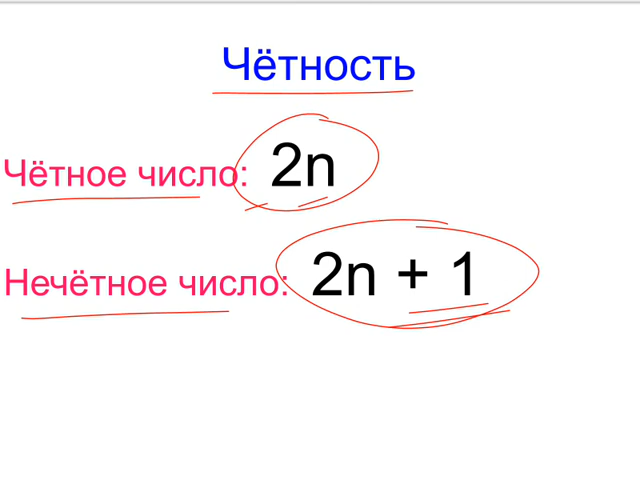 Чётность
Чётное число: 2n
Нечётное число: 2n + 1